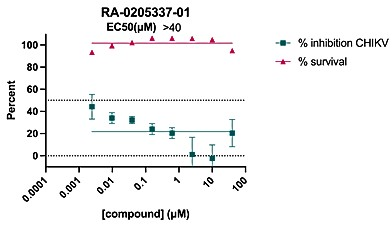 RA-0205337-01
EC50(µM) >40
Percent
100
80
60
40
20
0
0.0001
0.001
0.01
0.1
1
10
100
[compound] (µM)
% inhibition CHIKV
% survival